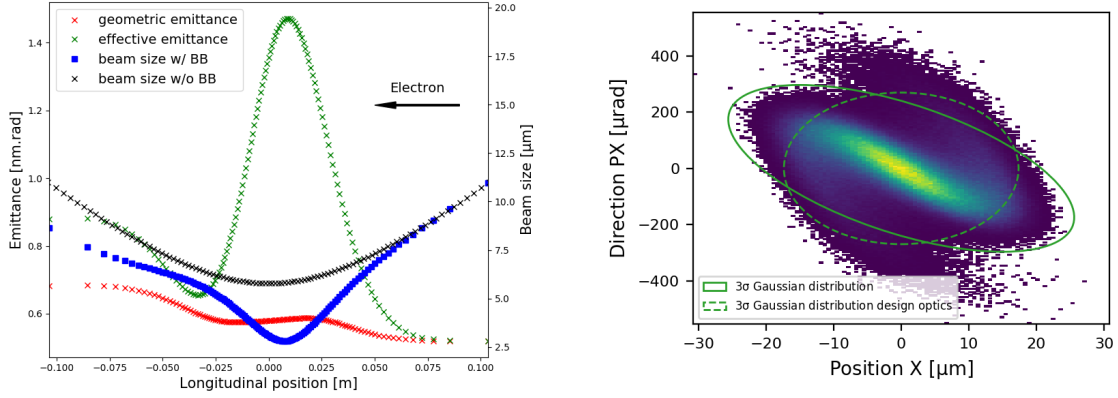 geometric emittance
effective emittance
beam size w/ BB
beam size w/o BB
Electron
Emittance [nm.rad]
1.4
1.2
1.0
0.8
0.6
Beam size [μm]
20.0
17.5
15.0
12.5
10.0
7.5
5.0
2.5
−0.100 −0.075 −0.050 −0.025 0.000 0.025 0.050 0.075 0.100
Longitudinal position [m]
Direction PX [μrad]
400
200
0
−200
−400
3σ Gaussian distribution
3σ Gaussian distribution design optics
−30 −20 −10 0 10 20 30
Position X [μm]